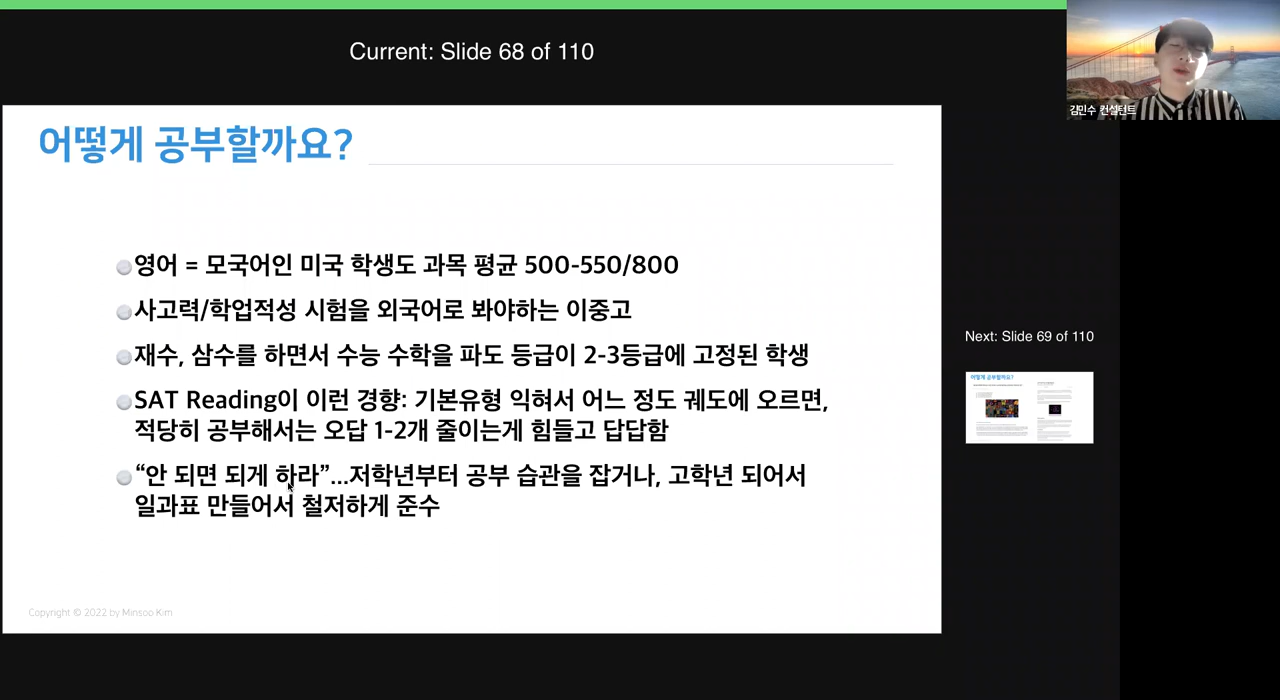 Current: Slide 68 of 110
김민수 컨설턴트
어떻게 공부할까요?
영어 = 모국어인 미국 학생도 과목 평균 500-550/800
사고력/학업적성 시험을 외국어로 봐야하는 이중고
재수, 삼수를 하면서 수능 수학을 파도 등급이 2-3등급에 고정된 학생
SAT Reading이 이런 경향: 기본유형 익혀서 어느 정도 궤도에 오르면,
적당히 공부해서는 오답 1-2개 줄이는게 힘들고 답답함
“안 되면 되게 하라”...저학년부터 공부 습관을 잡거나, 고학년 되어서
일과표 만들어서 철저하게 준수
Copyright © 2022 by Minsoo Kim
Next: Slide 69 of 110
어떻게 공부할까요?